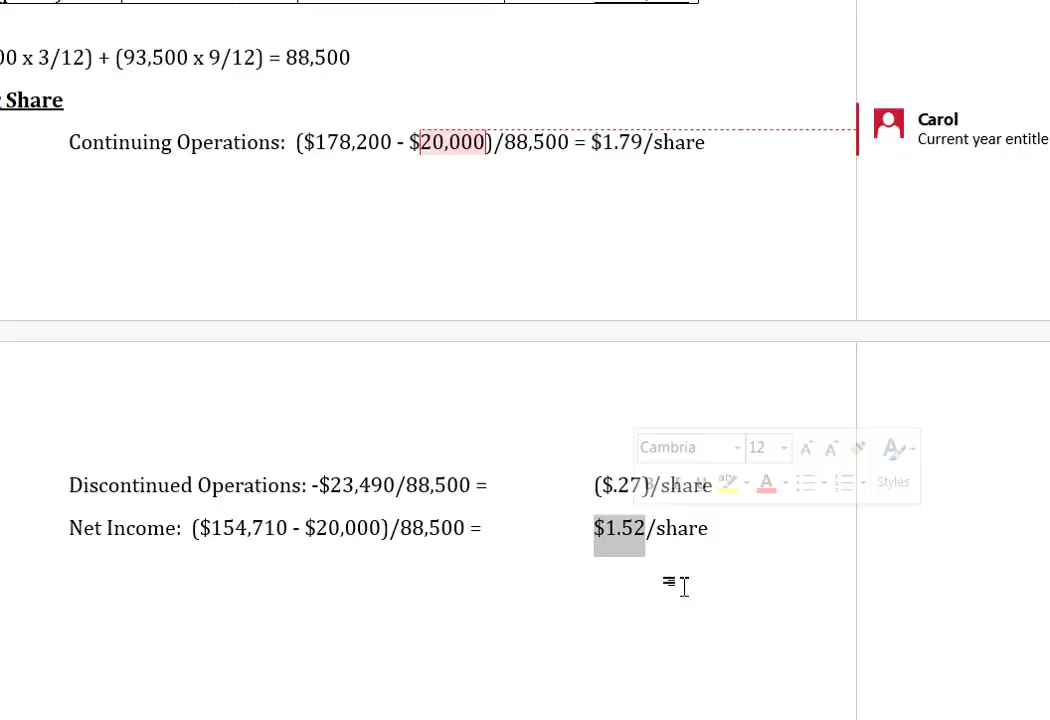 00 x 3/12) + (93,500 x 9/12) = 88,500
Share
Continuing Operations: ($178,200 - $20,000)/88,500 = $1.79/share
Carol
Current year entitle
Cambria 12
Styles
Discontinued Operations: -$23,490/88,500 = ($.27)/share
Net Income: ($154,710 - $20,000)/88,500 = $1.52/share